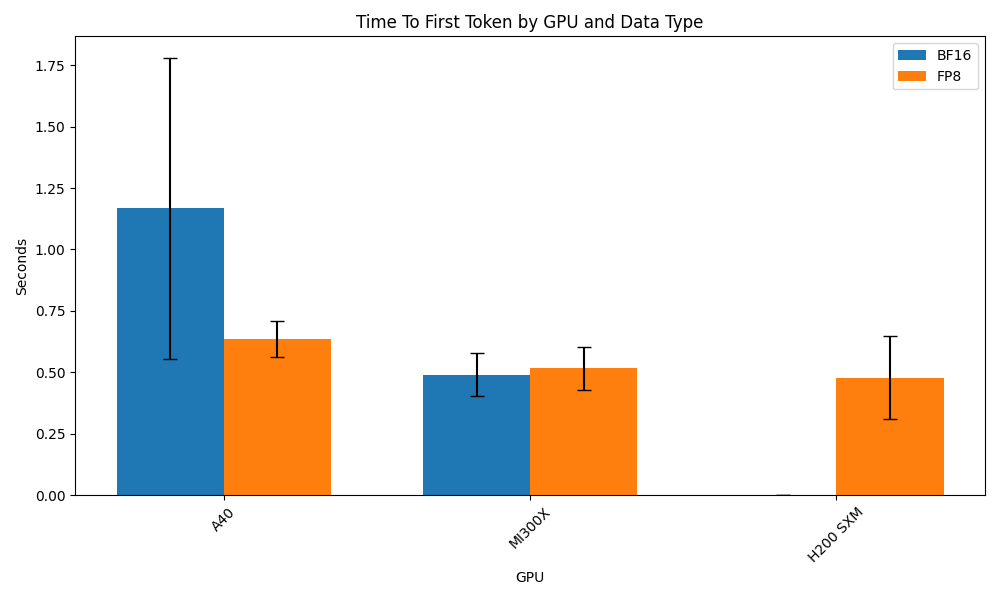 Time To First Token by GPU and Data Type
BF16
FP8
1.75
1.50
1.25
1.00
0.75
0.50
0.25
0.00
Seconds
A40
MI300X
H200 SXM
GPU